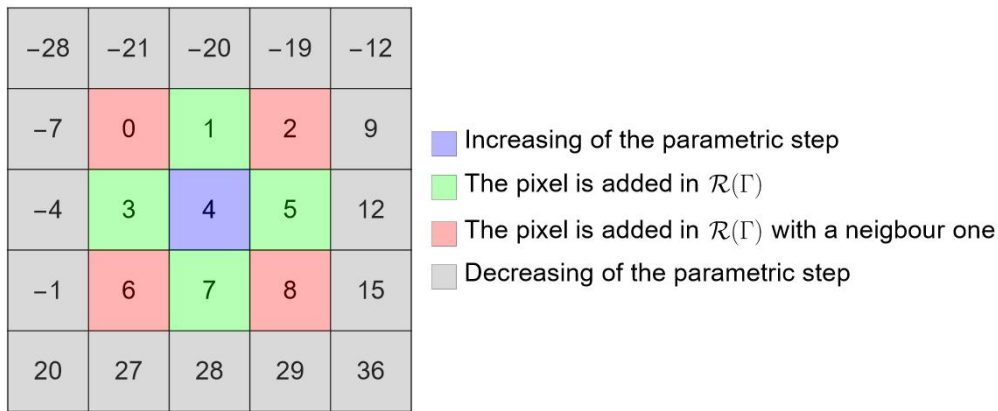 −28 −21 −20 −19 −12
−7 0 1 2 9
−4 3 4 5 12
−1 6 7 8 15
20 27 28 29 36
Increasing of the parametric step
The pixel is added in ℛ(Γ)
The pixel is added in ℛ(Γ) with a neigbour one
Decreasing of the parametric step